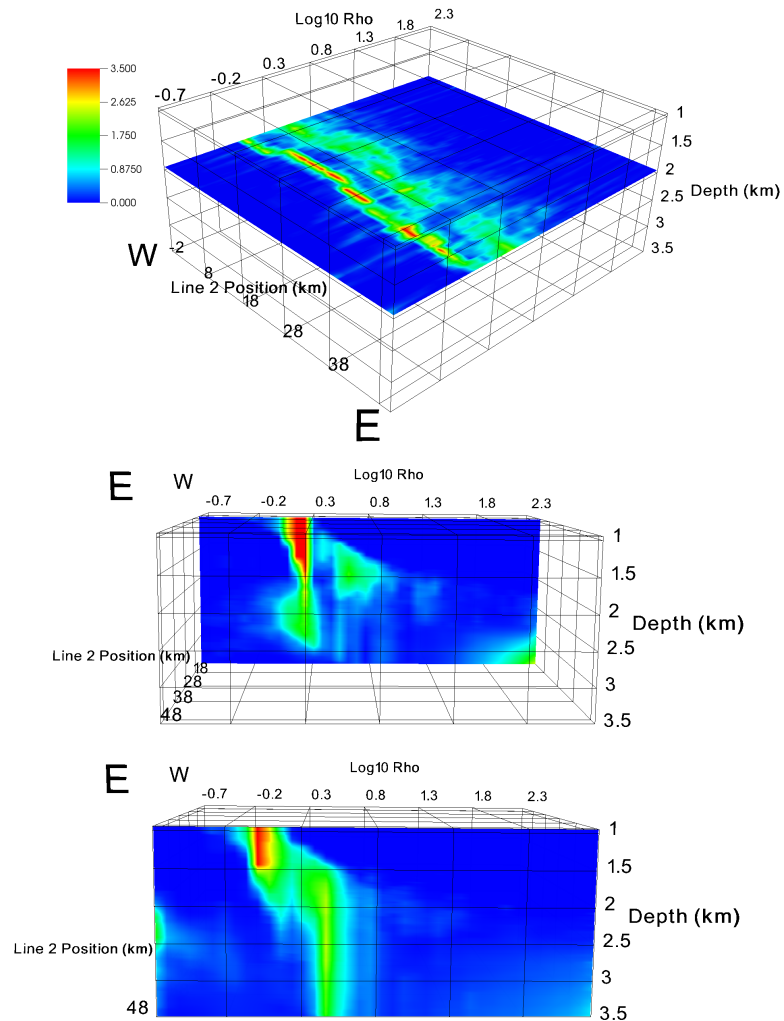 Log10 Rho
-0.7 -0.2 0.3 0.8 1.3 1.8 2.3
3.500
2.625
1.750
0.8750
0.000
1
1.5
2
2.5
3
3.5
Depth (km)
W
-2
8
18
28
38
Line 2 Position (km)
E
E W Log10 Rho
-0.7 -0.2 0.3 0.8 1.3 1.8 2.3
1
1.5
2
2.5
3
3.5
Depth (km)
Line 2 Position (km)
18
28
38
48
E W Log10 Rho
-0.7 -0.2 0.3 0.8 1.3 1.8 2.3
1
1.5
2
2.5
3
3.5
Depth (km)
Line 2 Position (km)
48